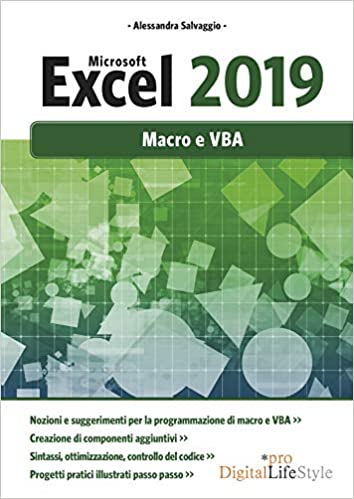 - Alessandra Salvaggio -
Microsoft
Excel 2019
Macro e VBA
Nozioni e suggerimenti per la programmazione di macro e VBA >>
Creazione di componenti aggiuntivi >>
Sintassi, ottimizzazione, controllo del codice >>
Progetti pratici illustrati passo passo >>
*pro
DigitalLifeStyle